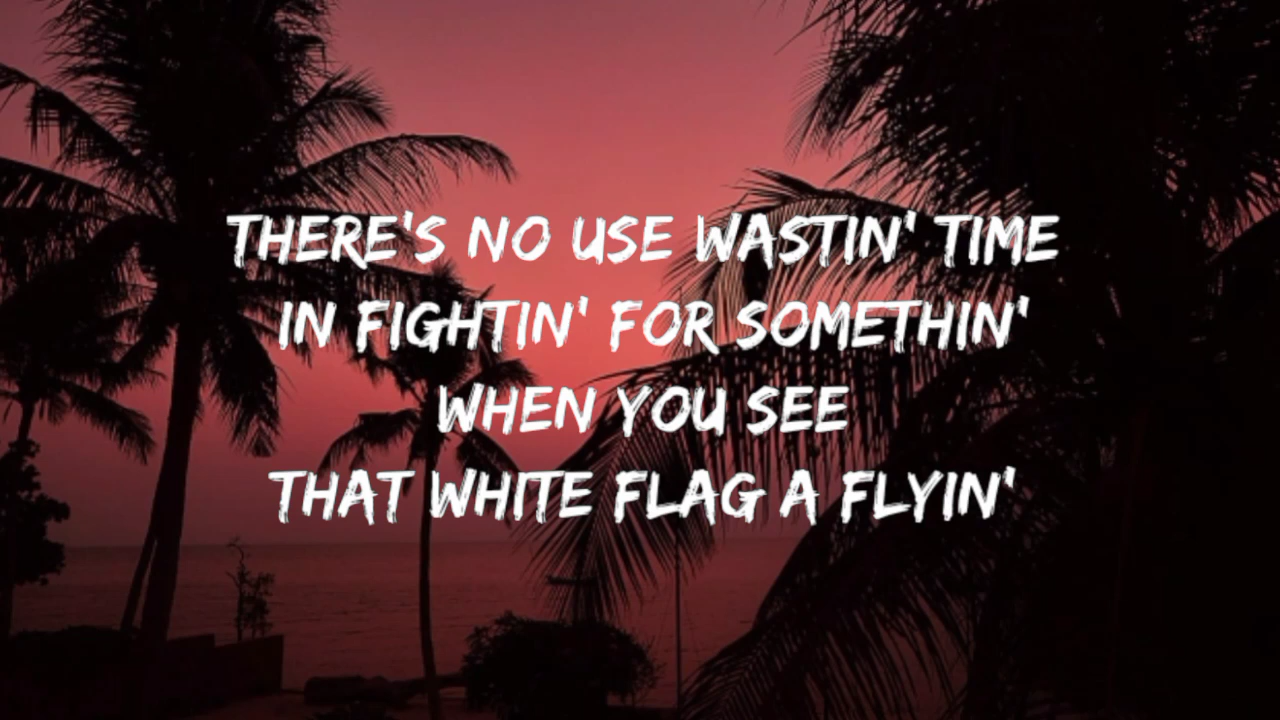 THERE'S NO USE WASTIN' TIME
IN FIGHTIN' FOR SOMETHIN'
WHEN YOU SEE
THAT WHITE FLAG A FLYIN'